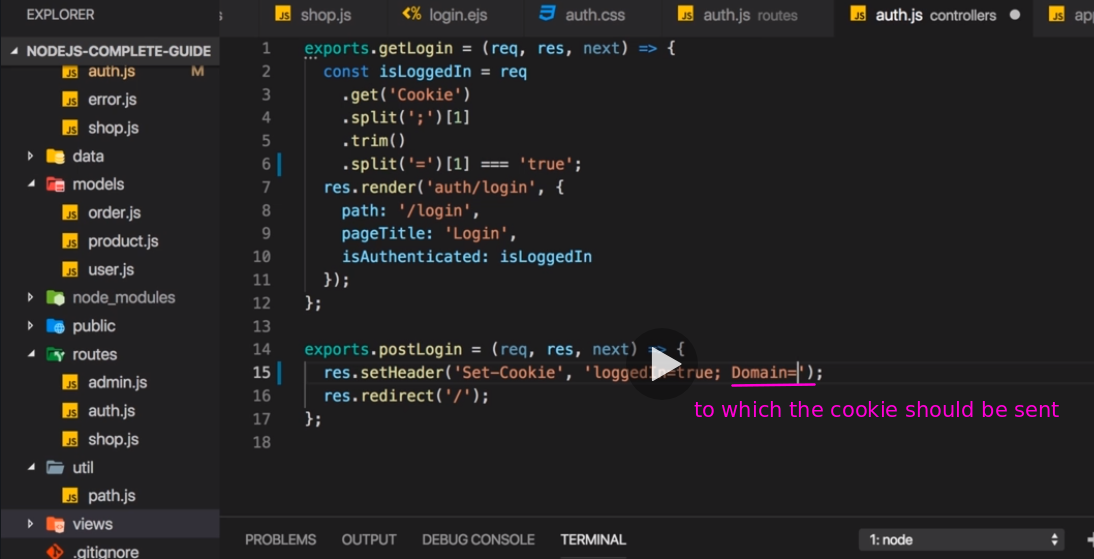 EXPLORER
shop.js
login.ejs
auth.css
auth.js routes
auth.js controllers
NODEJS-COMPLETE-GUIDE
auth.js M
error.js
shop.js
data
models
order.js
product.js
user.js
node_modules
public
routes
admin.js
auth.js
shop.js
util
path.js
views
.gitignore
1 exports.getLogin = (req, res, next) => {
2 const isLoggedIn = req
3 .get('Cookie')
4 .split(';')[1]
5 .trim()
6 .split('=')[1] === 'true';
7 res.render('auth/login', {
8 path: '/login',
9 pageTitle: 'Login',
10 isAuthenticated: isLoggedIn
11 });
12 };
13
14 exports.postLogin = (req, res, next) => {
15 res.setHeader('Set-Cookie', 'loggedIn=true; Domain=');
16 res.redirect('/');
17 };
18
to which the cookie should be sent
PROBLEMS OUTPUT DEBUG CONSOLE TERMINAL 1: node